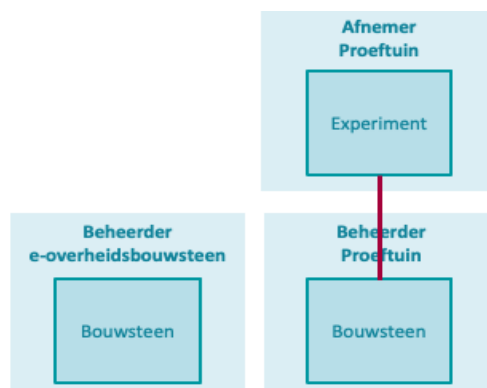 Afnemer
Proeftuin
Experiment
Beheerder
e-overheidsbouwsteen
Bouwsteen
Beheerder
Proeftuin
Bouwsteen